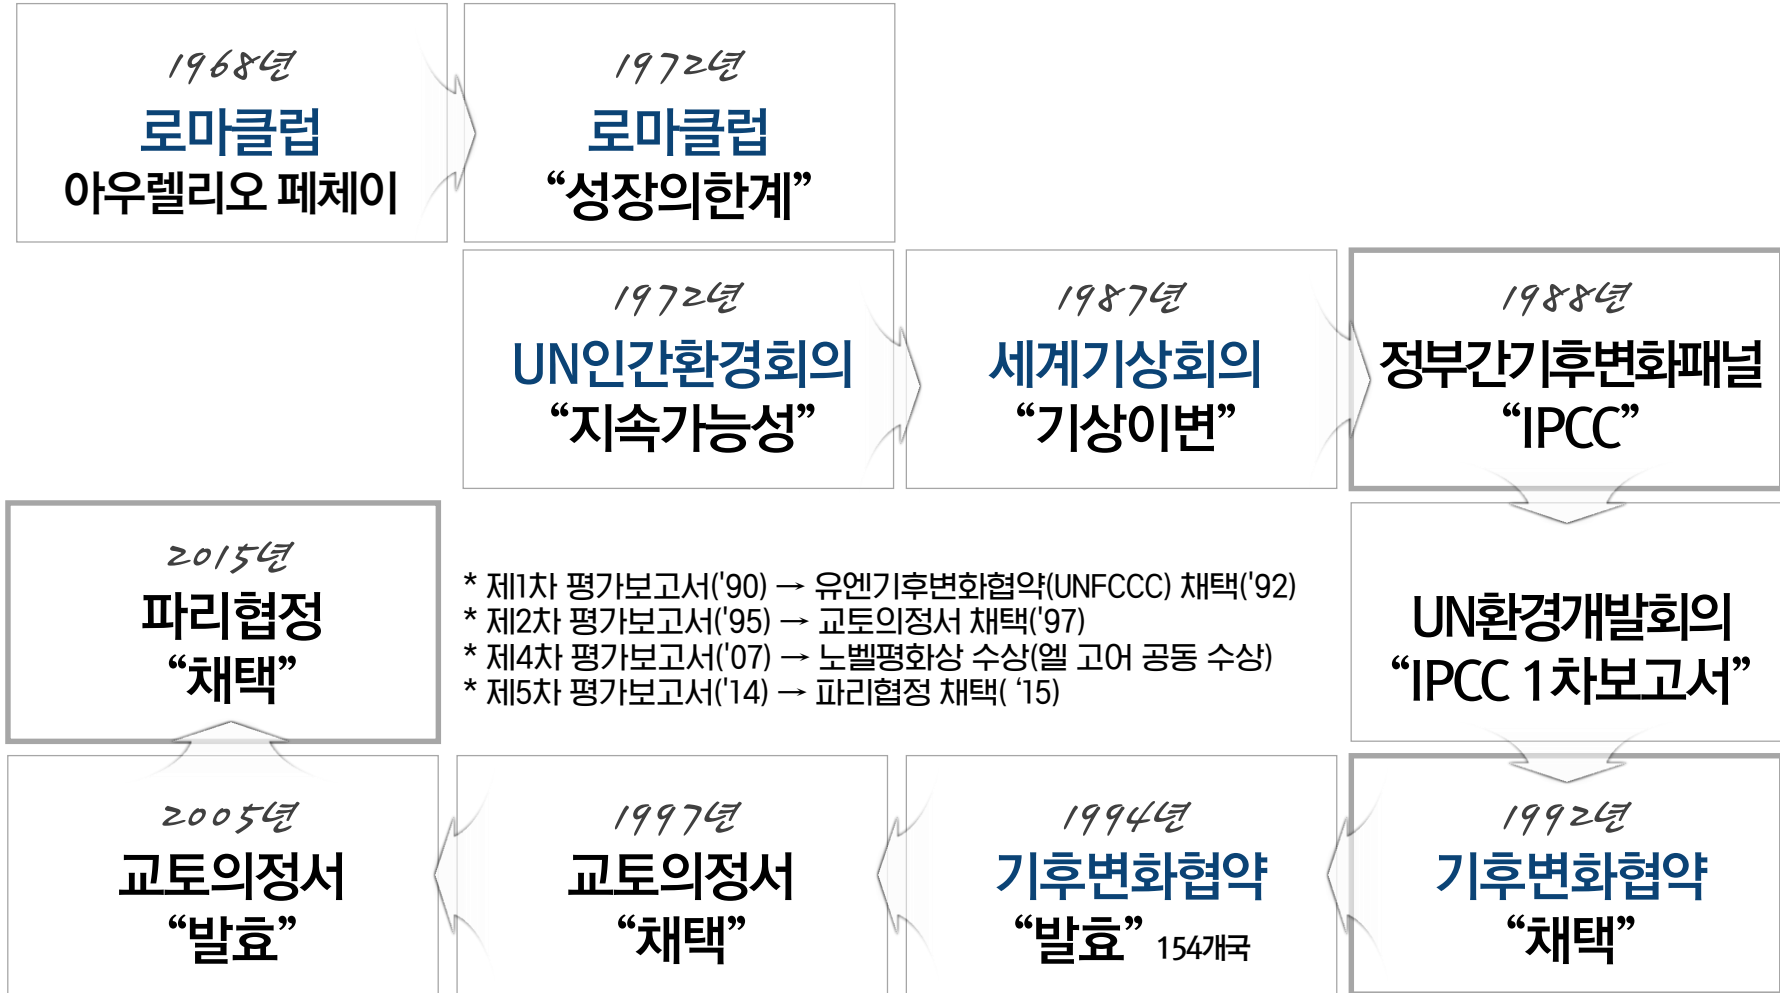 1968년
로마클럽
아우렐리오 페체이
1972년
로마클럽
“성장의한계”
1972년
UN인간환경회의
“지속가능성”
1987년
세계기상회의
“기상이변”
1988년
정부간기후변화패널
“IPCC”
UN환경개발회의
“IPCC 1차보고서”
1992년
기후변화협약
“채택”
1994년
기후변화협약
“발효” 154개국
1997년
교토의정서
“채택”
2005년
교토의정서
“발효”
2015년
파리협정
“채택”
* 제1차 평가보고서('90) → 유엔기후변화협약(UNFCCC) 채택('92)
* 제2차 평가보고서('95) → 교토의정서 채택('97)
* 제4차 평가보고서('07) → 노벨평화상 수상(엘 고어 공동 수상)
* 제5차 평가보고서('14) → 파리협정 채택( ‘15)